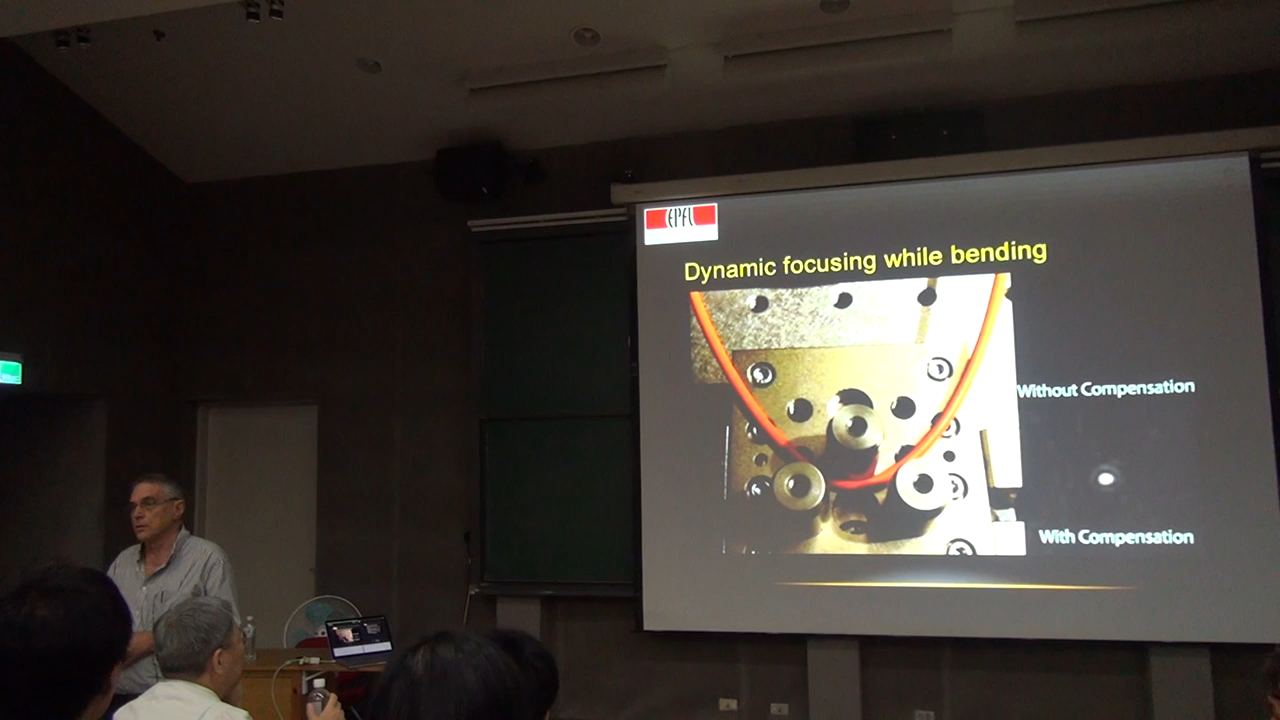 EPFL
Dynamic focusing while bending
Without Compensation
With Compensation